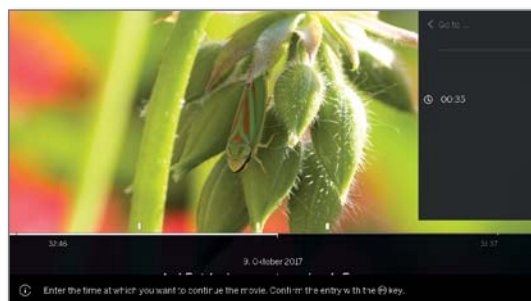 Go to ...
00:35
32:46
31:37
9. Oktober 2017
Enter the time at which you want to continue the movie. Confirm the entry with the key.